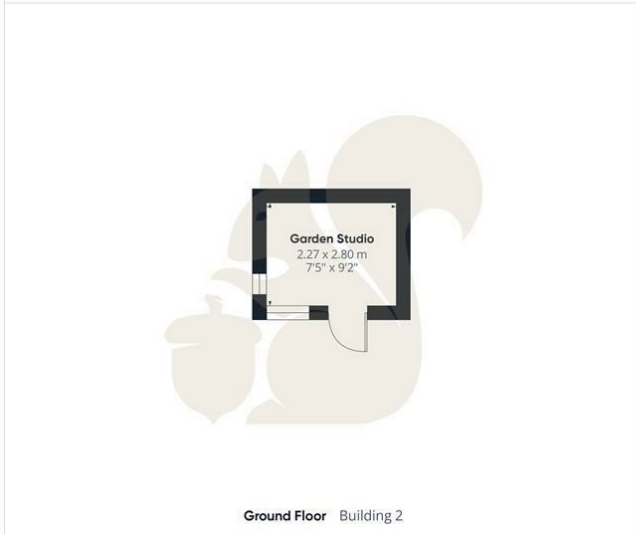 Garden Studio
2.27 x 2.80 m
7'5" x 9'2"
Ground Floor Building 2